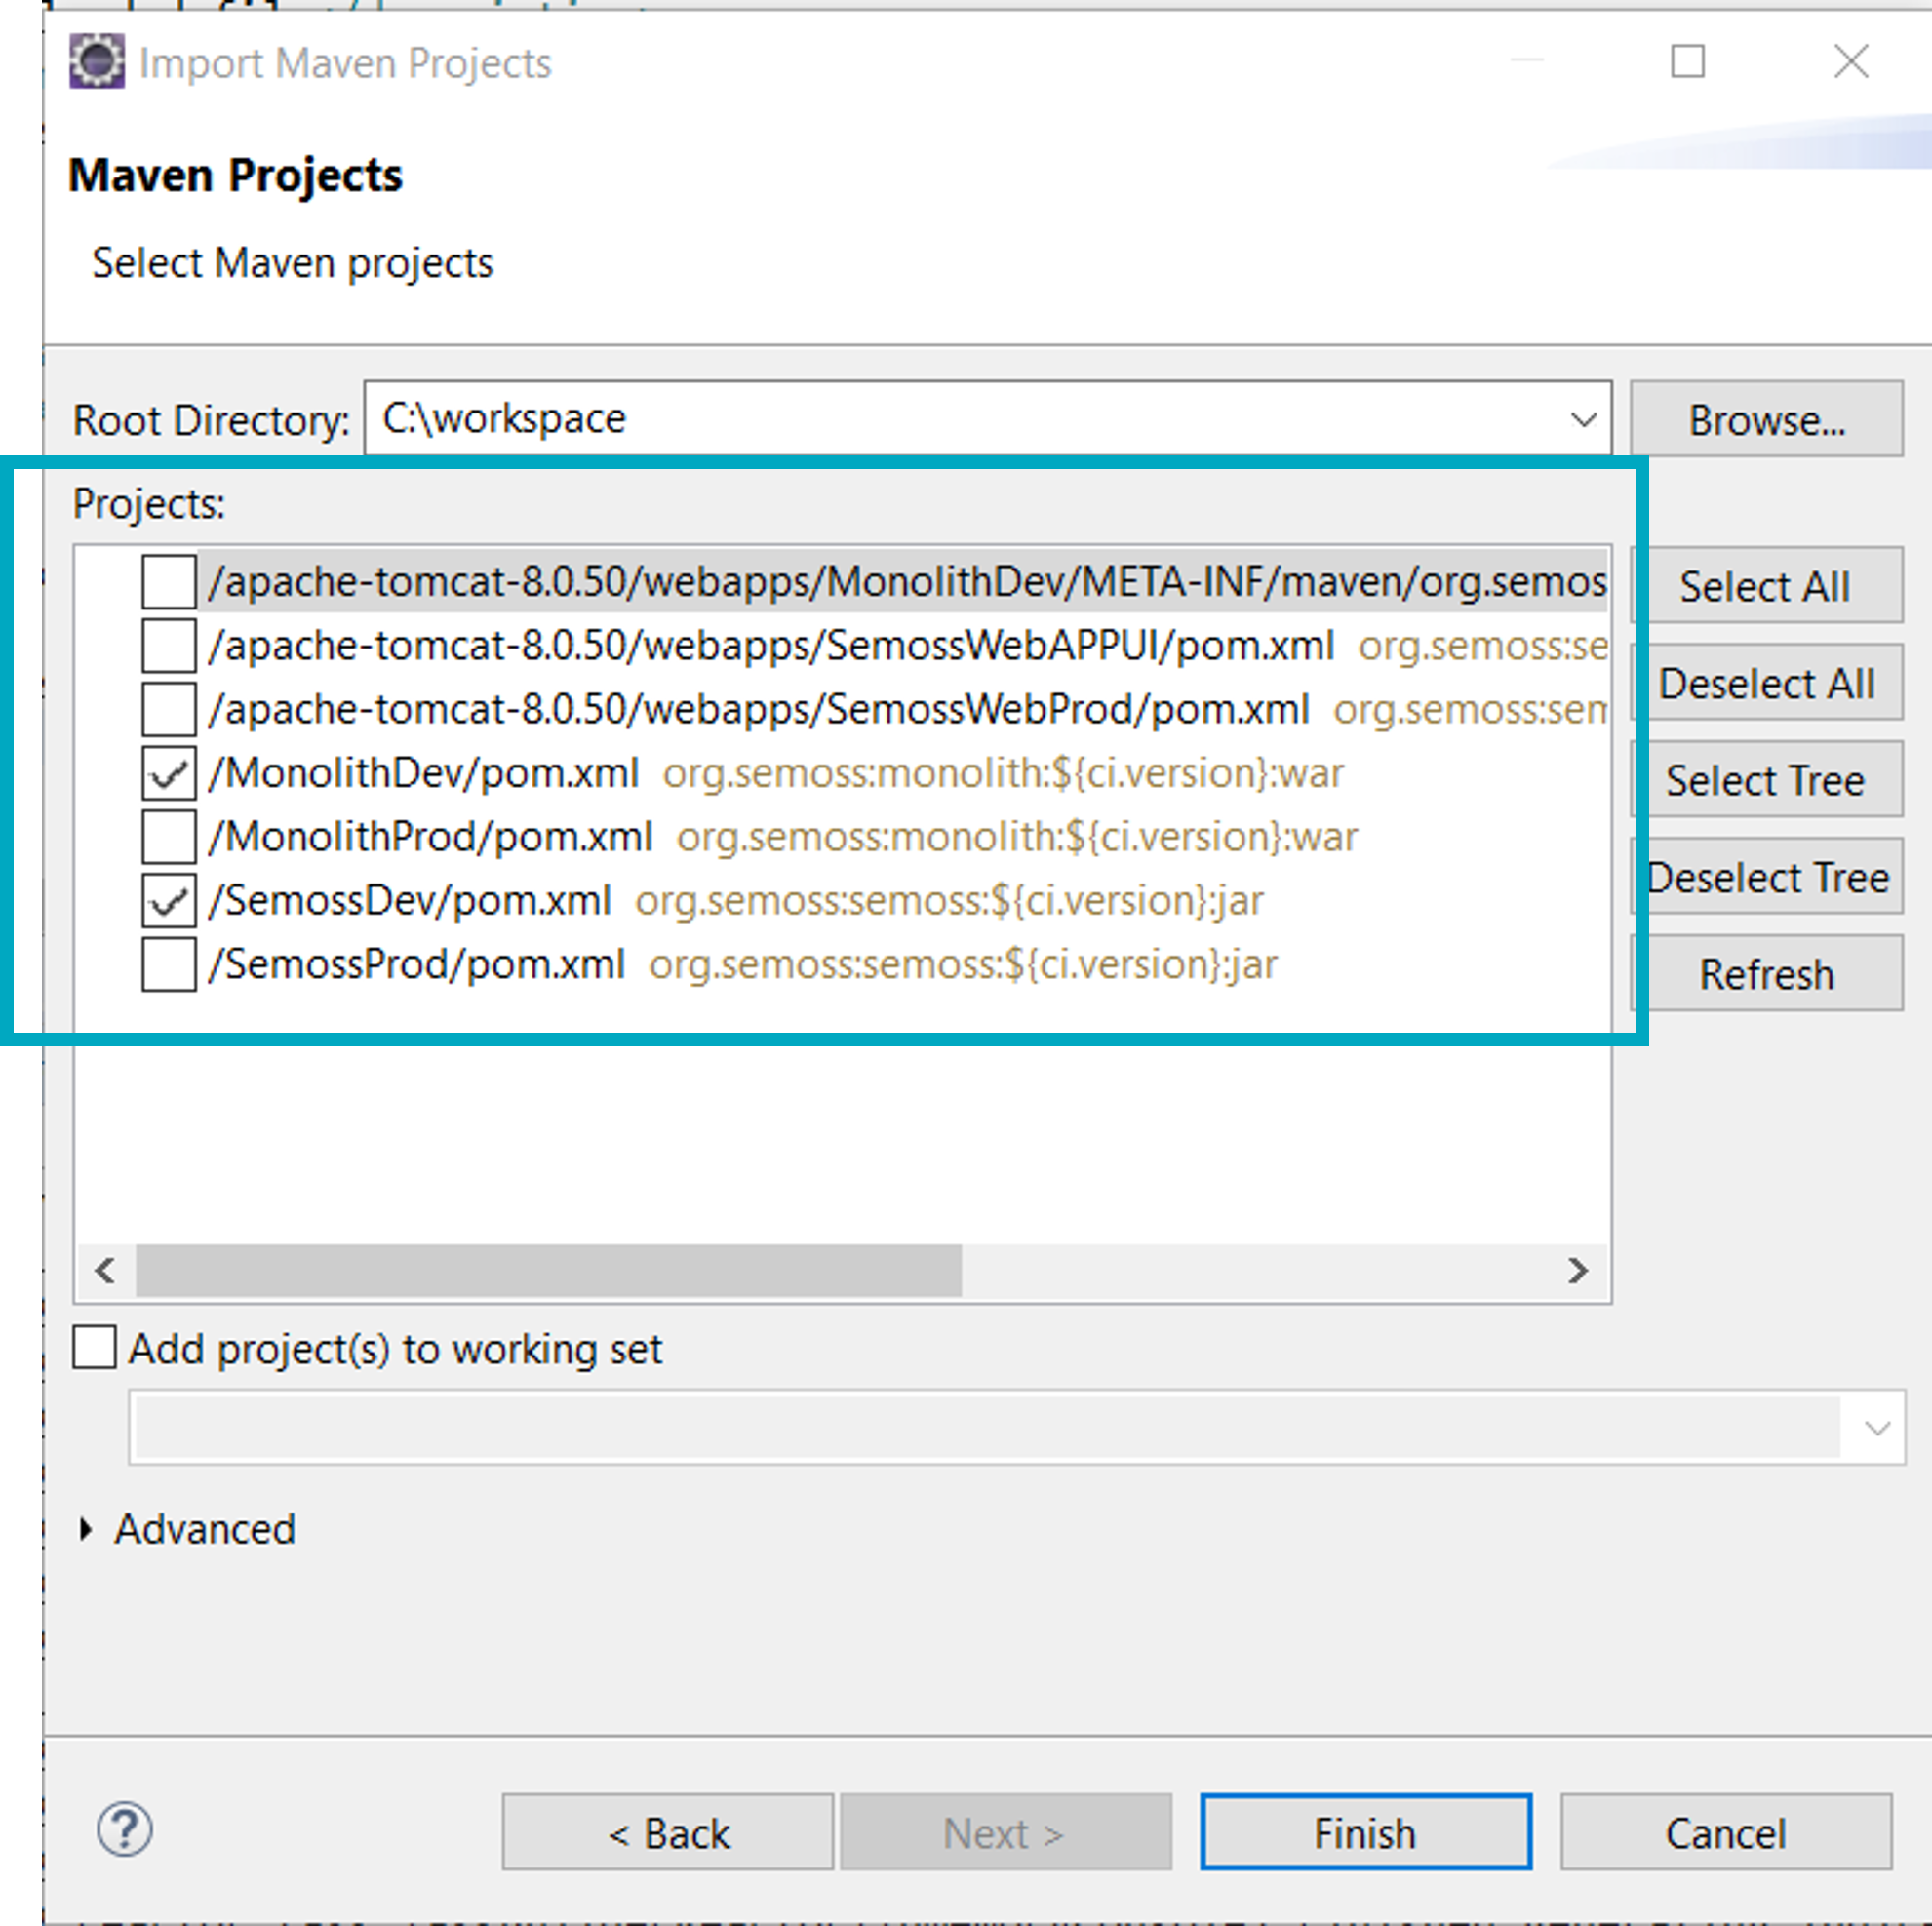 Import Maven Projects
Maven Projects
Select Maven projects
Root Directory: C:\workspace Browse...
Projects:
/apache-tomcat-8.0.50/webapps/MonolithDev/META-INF/maven/org.semos
Select All
/apache-tomcat-8.0.50/webapps/SemossWebAPPUI/pom.xml org.semoss:se
Deselect All
/apache-tomcat-8.0.50/webapps/SemossWebProd/pom.xml org.semoss:sem
/MonolithDev/pom.xml org.semoss:monolith:${ci.version}:war
Select Tree
/MonolithProd/pom.xml org.semoss:monolith:${ci.version}:war
Deselect Tree
/SemossDev/pom.xml org.semoss:semoss:${ci.version}:jar
/SemossProd/pom.xml org.semoss:semoss:${ci.version}:jar
Refresh
Add project(s) to working set
Advanced
? < Back Next > Finish Cancel